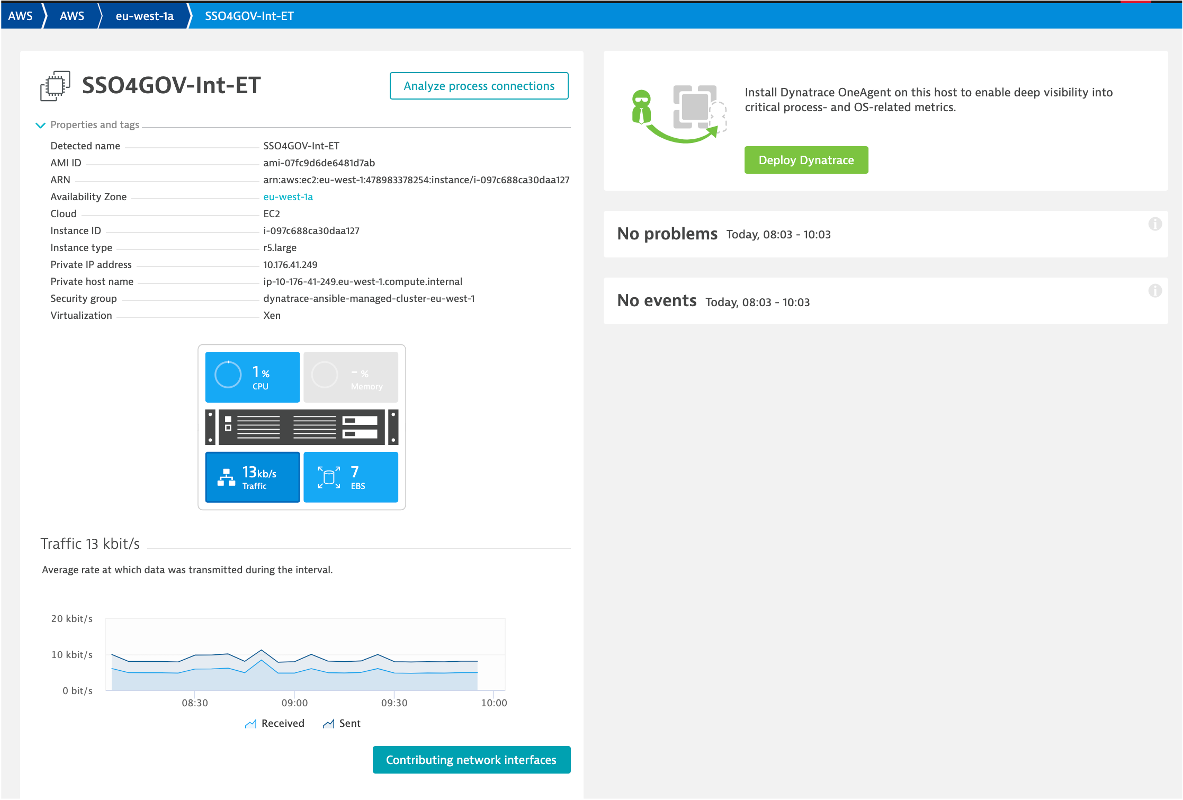 AWS AWS eu-west-1a SSO4GOV-Int-ET
SSO4GOV-Int-ET
Analyze process connections
Properties and tags
Detected name SSO4GOV-Int-ET
AMI ID ami-07fc9d6de6481d7ab
ARN arn:aws:ec2:eu-west-1:478983378254:instance/i-097c688ca30daa127
Availability Zone eu-west-1a
Cloud EC2
Instance ID i-097c688ca30daa127
Instance type r5.large
Private IP address 10.176.41.249
Private host name ip-10-176-41-249.eu-west-1.compute.internal
Security group dynatrace-ansible-managed-cluster-eu-west-1
Virtualization Xen
1 %
CPU
- %
Memory
13kb/s
Traffic
7
EBS
Traffic 13 kbit/s
Average rate at which data was transmitted during the interval.
20 kbit/s
10 kbit/s
0 bit/s
08:30 09:00 09:30 10:00
Received Sent
Contributing network interfaces
Install Dynatrace OneAgent on this host to enable deep visibility into
critical process- and OS-related metrics.
Deploy Dynatrace
No problems Today, 08:03 - 10:03
No events Today, 08:03 - 10:03